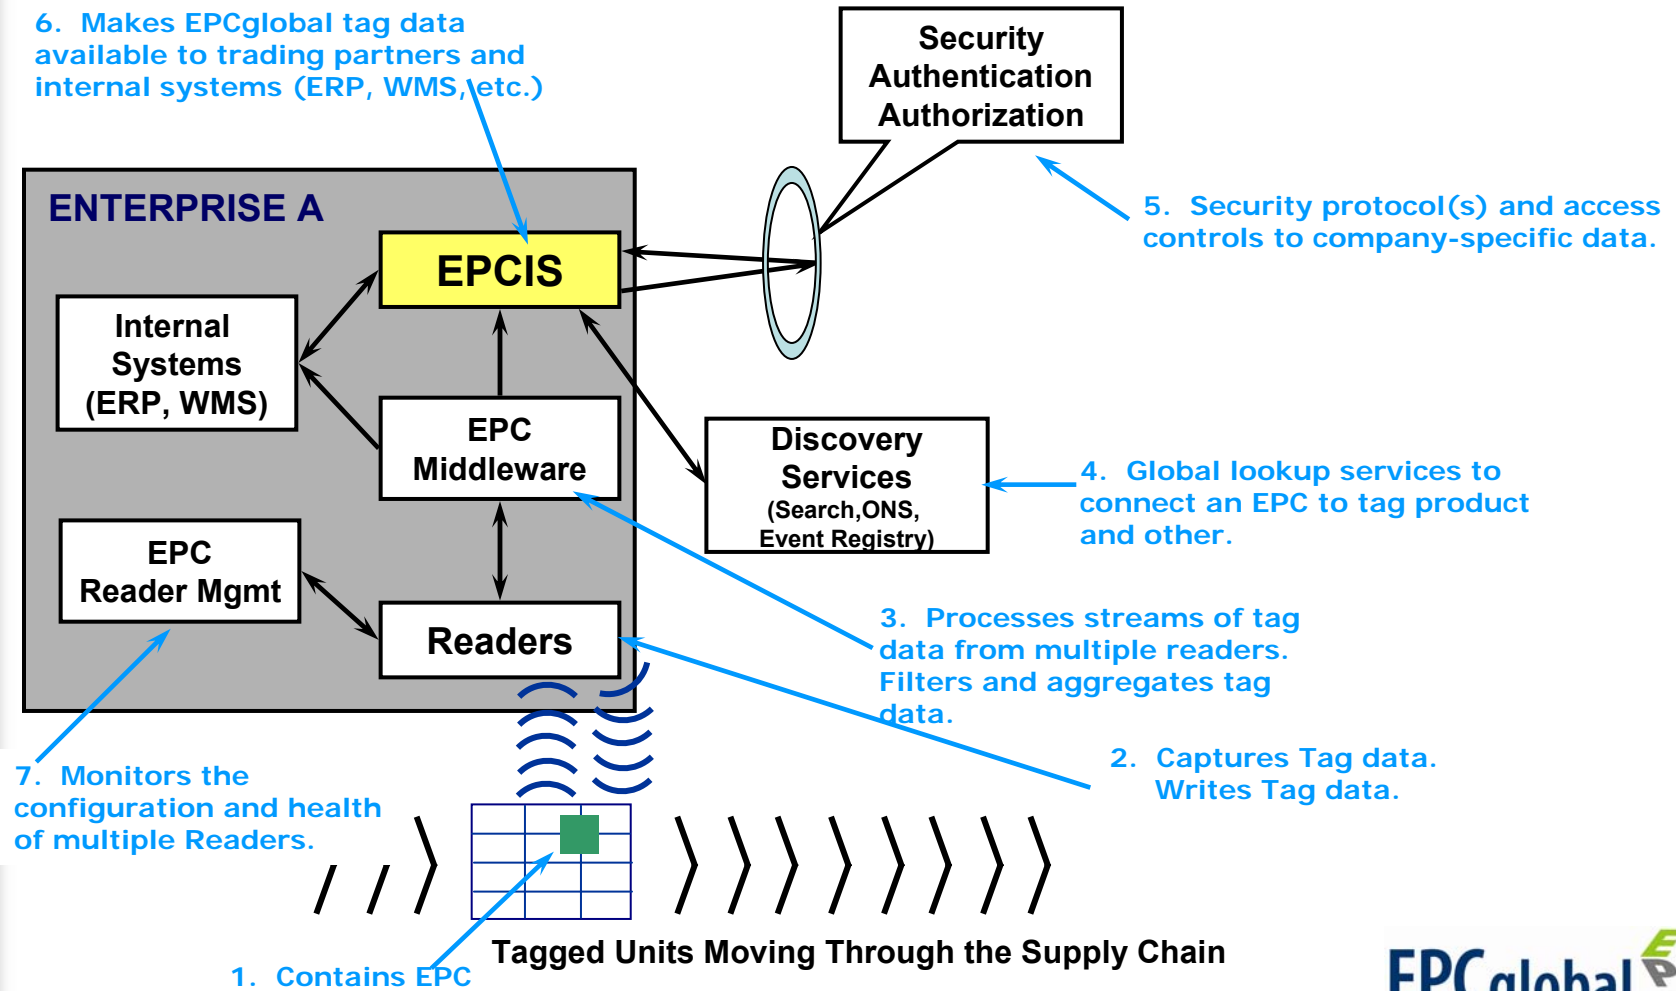 6. Makes EPCglobal tag data
available to trading partners and
internal systems (ERP, WMS, etc.)
Security
Authentication
Authorization
5. Security protocol(s) and access
controls to company-specific data.
ENTERPRISE A
EPCIS
Internal
Systems
(ERP, WMS)
EPC
Middleware
Discovery
Services
(Search,ONS,
Event Registry)
4. Global lookup services to
connect an EPC to tag product
and other.
EPC
Reader Mgmt
Readers
3. Processes streams of tag
data from multiple readers.
Filters and aggregates tag
data.
2. Captures Tag data.
Writes Tag data.
7. Monitors the
configuration and health
of multiple Readers.
Tagged Units Moving Through the Supply Chain
1. Contains EPC
EPCglobal
EP